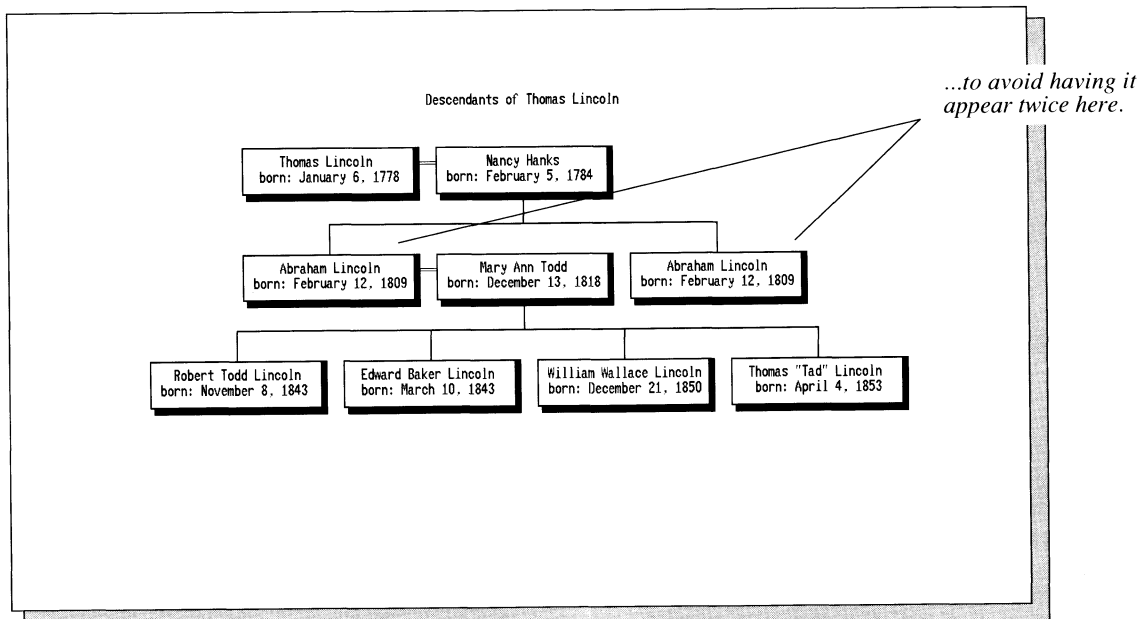 ...to avoid having it
appear twice here.
Descendants of Thomas Lincoln
Thomas Lincoln
born: January 6, 1778
Nancy Hanks
born: February 5, 1784
Abraham Lincoln
born: February 12, 1809
Mary Ann Todd
born: December 13, 1818
Abraham Lincoln
born: February 12, 1809
Robert Todd Lincoln
born: November 8, 1843
Edward Baker Lincoln
born: March 10, 1843
William Wallace Lincoln
born: December 21, 1850
Thomas "Tad" Lincoln
born: April 4, 1853